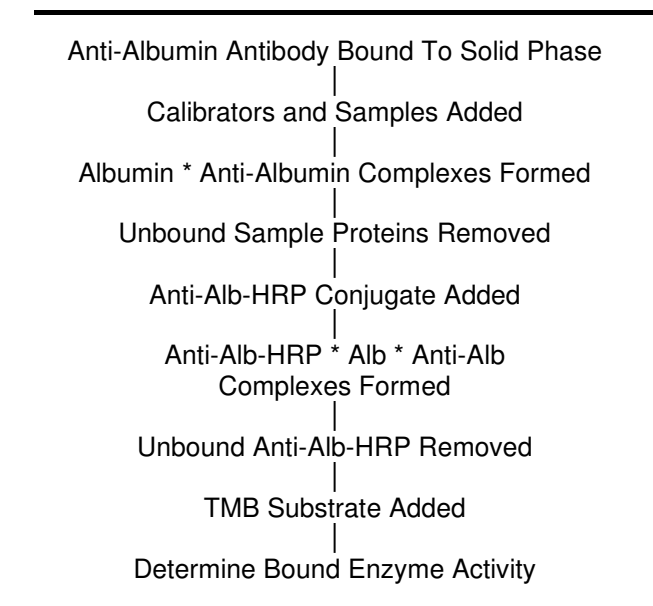 Anti-Albumin Antibody Bound To Solid Phase
Calibrators and Samples Added
Albumin * Anti-Albumin Complexes Formed
Unbound Sample Proteins Removed
Anti-Alb-HRP Conjugate Added
Anti-Alb-HRP * Alb * Anti-Alb
Complexes Formed
Unbound Anti-Alb-HRP Removed
TMB Substrate Added
Determine Bound Enzyme Activity